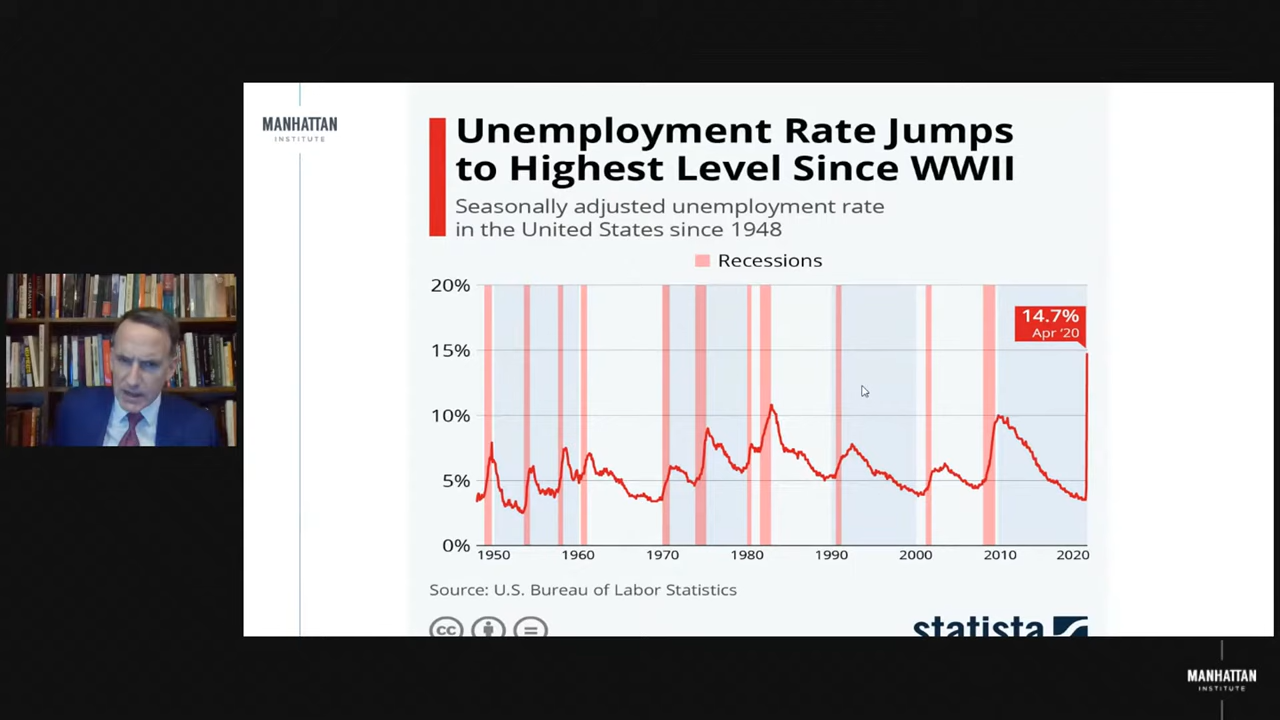 MANHATTAN
INSTITUTE
Unemployment Rate Jumps
to Highest Level Since WWII
Seasonally adjusted unemployment rate
in the United States since 1948
Recessions
20%
14.7%
Apr '20
15%
10%
5%
0%
1950 1960 1970 1980 1990 2000 2010 2020
Source: U.S. Bureau of Labor Statistics
cc
statista
MANHATTAN
INSTITUTE